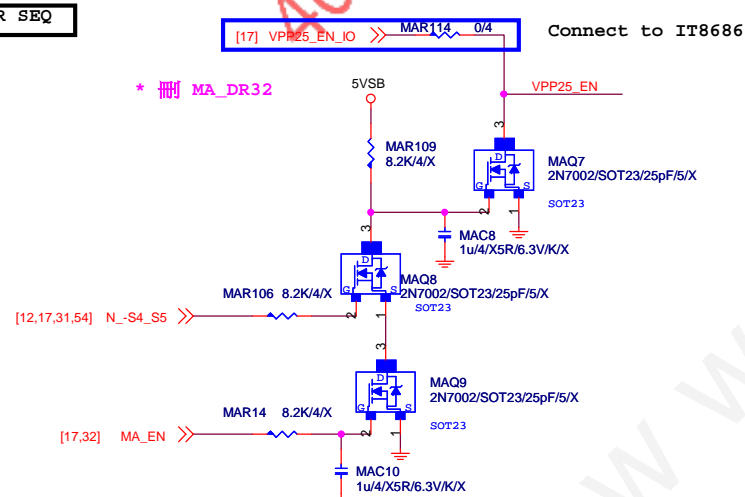 R SEQ
[17] VPP25_EN_IO
MAR114 0/4
Connect to IT8686
* 刪 MA_DR32
5VSB
VPP25_EN
3
MAR109
8.2K/4/X
D
G
S
MAQ7
2N7002/SOT23/25pF/5/X
SOT23
2
1
3
MAC8
1u/4/X5R/6.3V/K/X
D
G
S
MAQ8
2N7002/SOT23/25pF/5/X
SOT23
MAR106 8.2K/4/X
[12,17,31,54] N_-S4_S5
2
1
3
D
G
S
MAQ9
2N7002/SOT23/25pF/5/X
SOT23
MAR14 8.2K/4/X
[17,32] MA_EN
2
1
MAC10
1u/4/X5R/6.3V/K/X
w
w